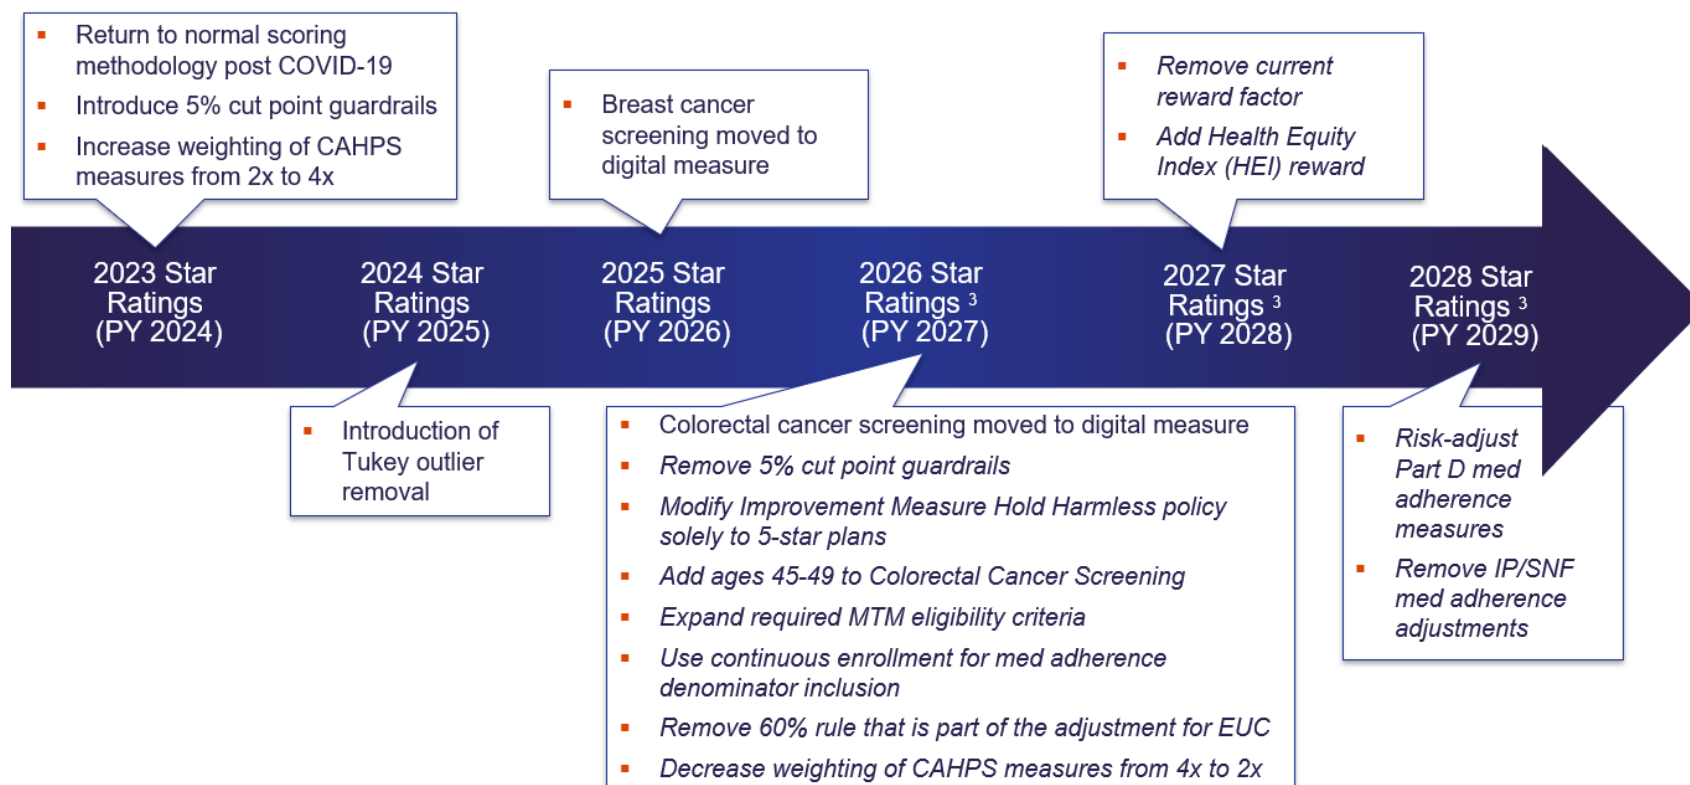 ▪ Return to normal scoring
methodology post COVID-19
▪ Introduce 5% cut point guardrails
▪ Increase weighting of CAHPS
measures from 2x to 4x
▪ Breast cancer
screening moved to
digital measure
▪ Remove current
reward factor
▪ Add Health Equity
Index (HEI) reward
2023 Star
Ratings
(PY 2024)
2024 Star
Ratings
(PY 2025)
2025 Star
Ratings
(PY 2026)
2026 Star
Ratings 3
(PY 2027)
2027 Star
Ratings 3
(PY 2028)
2028 Star
Ratings 3
(PY 2029)
▪ Introduction of
Tukey outlier
removal
▪ Colorectal cancer screening moved to digital measure
▪ Remove 5% cut point guardrails
▪ Modify Improvement Measure Hold Harmless policy
solely to 5-star plans
▪ Add ages 45-49 to Colorectal Cancer Screening
▪ Expand required MTM eligibility criteria
▪ Use continuous enrollment for med adherence
denominator inclusion
▪ Remove 60% rule that is part of the adjustment for EUC
▪ Decrease weighting of CAHPS measures from 4x to 2x
▪ Risk-adjust
Part D med
adherence
measures
▪ Remove IP/SNF
med adherence
adjustments